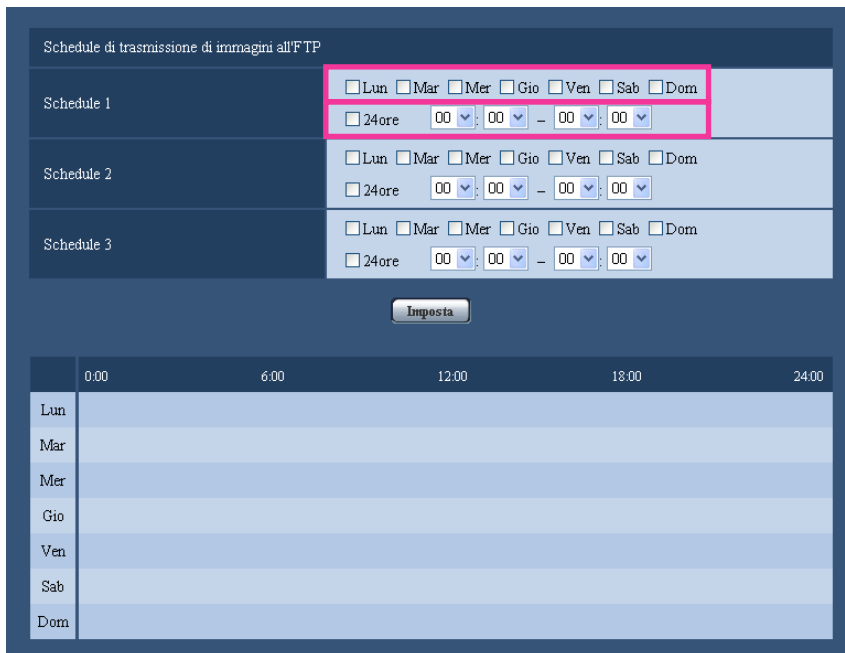 Schedule di trasmissione di immagini all'FTP
Schedule 1
Lun Mar Mer Gio Ven Sab Dom
24ore 00 : 00 – 00 : 00
Schedule 2
Lun Mar Mer Gio Ven Sab Dom
24ore 00 : 00 – 00 : 00
Schedule 3
Lun Mar Mer Gio Ven Sab Dom
24ore 00 : 00 – 00 : 00
Imposta
0:00 6:00 12:00 18:00 24:00
Lun
Mar
Mer
Gio
Ven
Sab
Dom